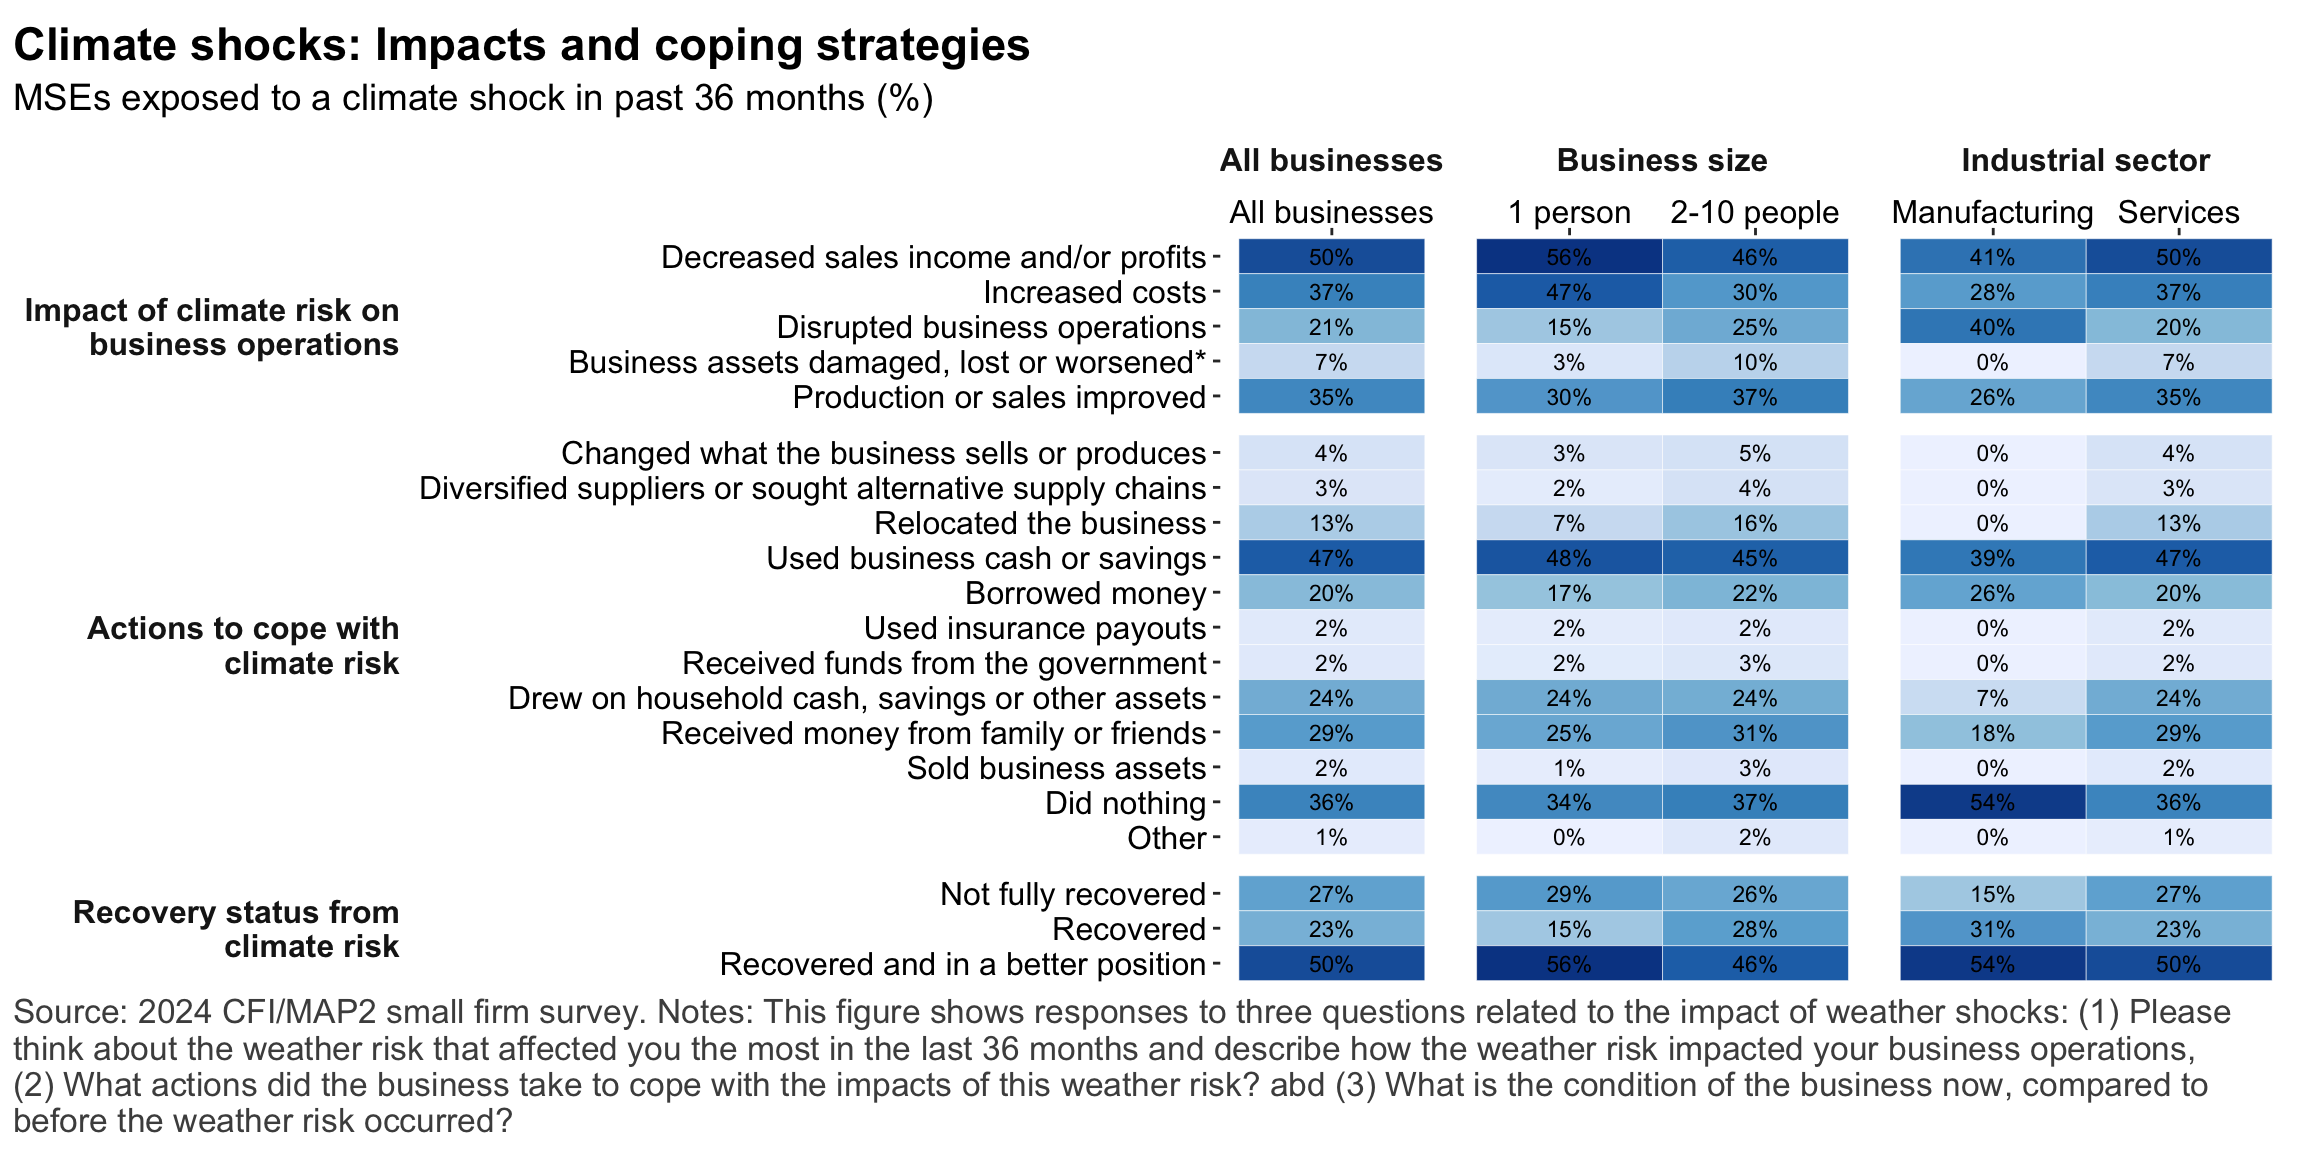 Climate shocks: Impacts and coping strategies
MSEs exposed to a climate shock in past 36 months (%)
All businesses Business size Industrial sector
All businesses 1 person 2-10 people Manufacturing Services
Impact of climate risk on
business operations
Decreased sales income and/or profits 50% 56% 46% 41% 50%
Increased costs 37% 47% 30% 28% 37%
Disrupted business operations 21% 15% 25% 40% 20%
Business assets damaged, lost or worsened* 7% 3% 10% 0% 7%
Production or sales improved 35% 30% 37% 26% 35%
Actions to cope with
climate risk
Changed what the business sells or produces 4% 3% 5% 0% 4%
Diversified suppliers or sought alternative supply chains 3% 2% 4% 0% 3%
Relocated the business 13% 7% 16% 0% 13%
Used business cash or savings 47% 48% 45% 39% 47%
Borrowed money 20% 17% 22% 26% 20%
Used insurance payouts 2% 2% 2% 0% 2%
Received funds from the government 2% 2% 3% 0% 2%
Drew on household cash, savings or other assets 24% 24% 24% 7% 24%
Received money from family or friends 29% 25% 31% 18% 29%
Sold business assets 2% 1% 3% 0% 2%
Did nothing 36% 34% 37% 54% 36%
Other 1% 0% 2% 0% 1%
Recovery status from
climate risk
Not fully recovered 27% 29% 26% 15% 27%
Recovered 23% 15% 28% 31% 23%
Recovered and in a better position 50% 56% 46% 54% 50%
Source: 2024 CFI/MAP2 small firm survey. Notes: This figure shows responses to three questions related to the impact of weather shocks: (1) Please
think about the weather risk that affected you the most in the last 36 months and describe how the weather risk impacted your business operations,
(2) What actions did the business take to cope with the impacts of this weather risk? abd (3) What is the condition of the business now, compared to
before the weather risk occurred?